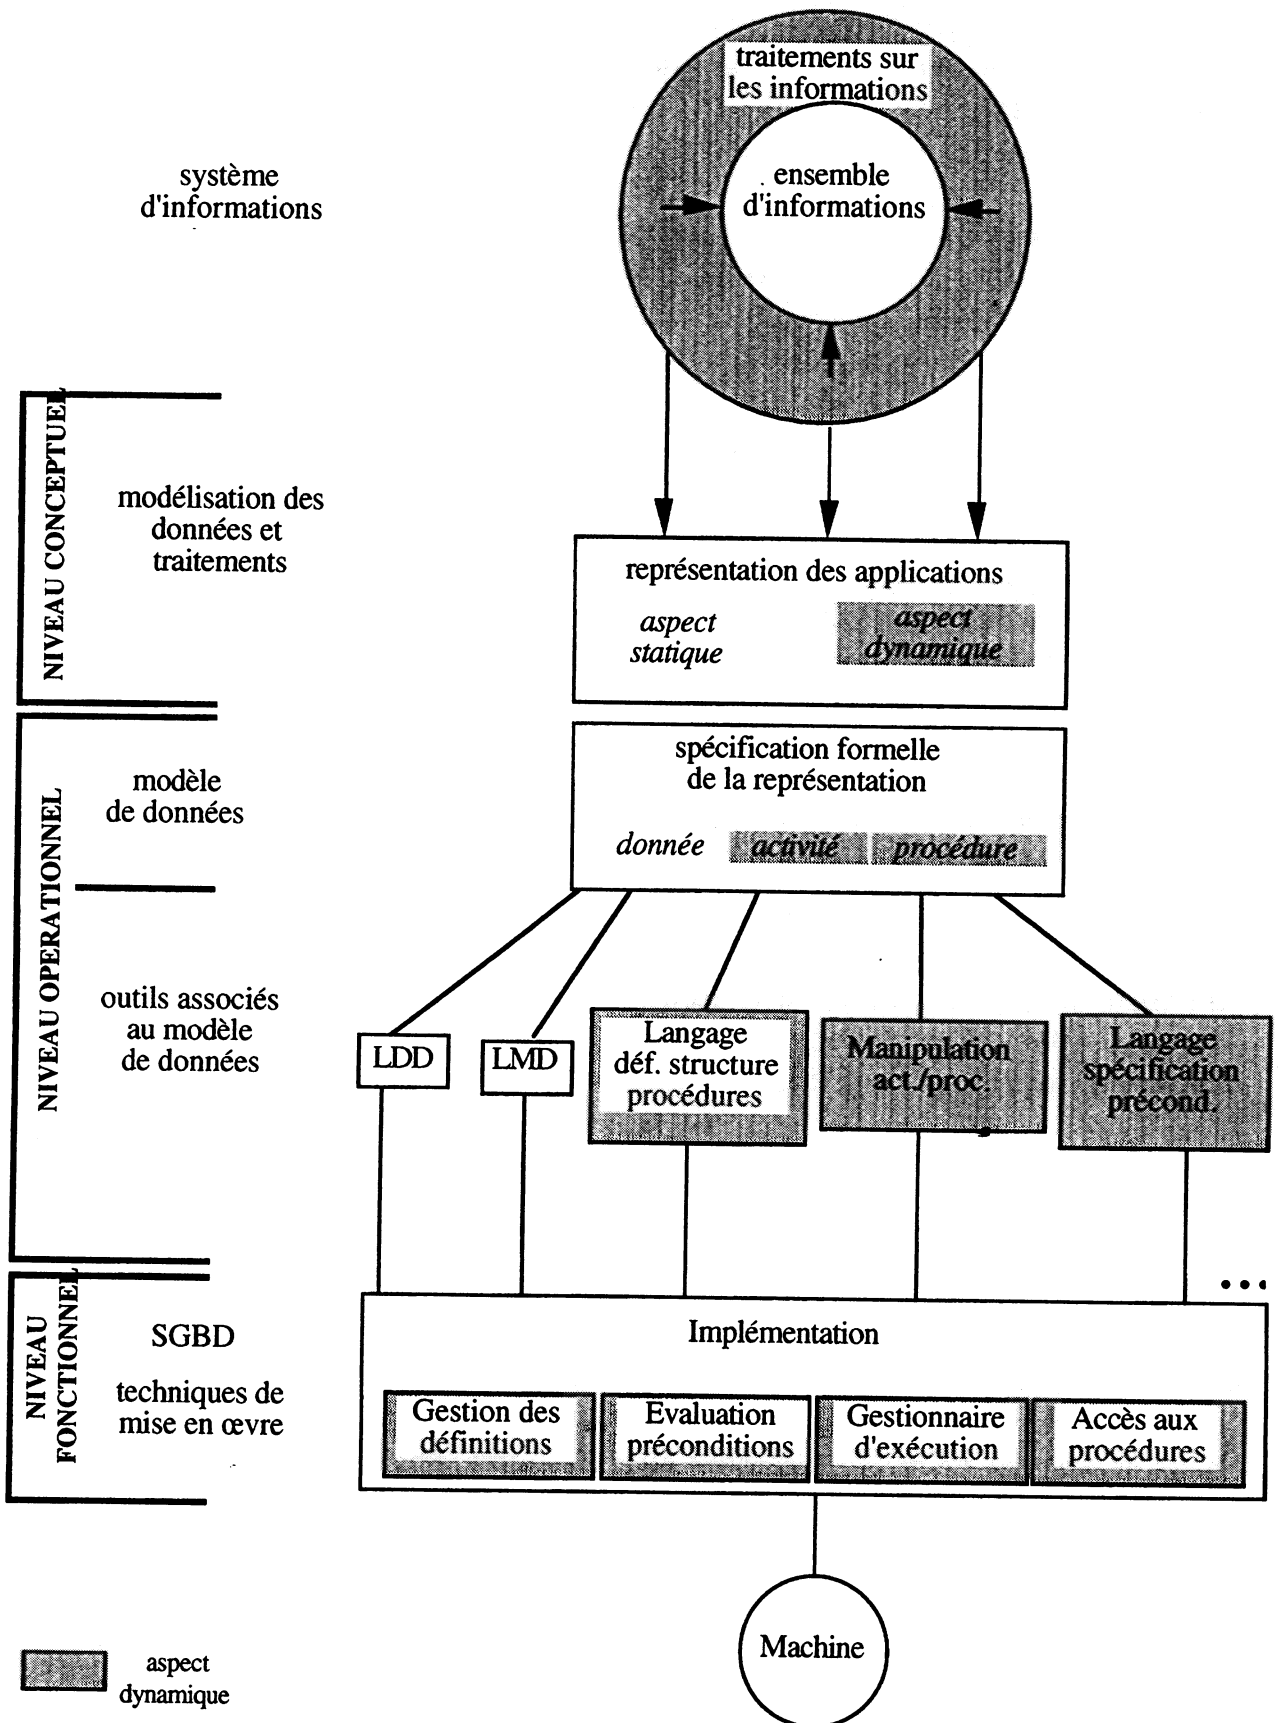 traitements sur
les informations
ensemble
d'informations
système
d'informations
NIVEAU CONCEPTUEL
modélisation des
données et
traitements
représentation des applications
aspect
statique
aspect
dynamique
NIVEAU OPERATIONNEL
modèle
de données
spécification formelle
de la représentation
donnée
activité
procédure
outils associés
au modèle
de données
LDD
LMD
Langage
déf. structure
procédures
Manipulation
act./proc.
Langage
spécification
précond.
...
NIVEAU
FONCTIONNEL
SGBD
techniques de
mise en œvre
Implémentation
Gestion des
définitions
Evaluation
préconditions
Gestionnaire
d'exécution
Accès aux
procédures
Machine
aspect
dynamique